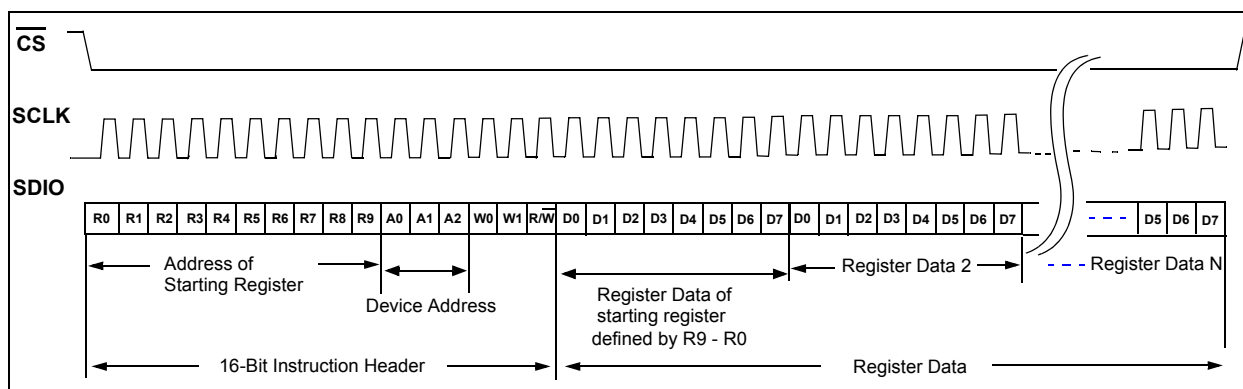 CS
SCLK
SDIO
R0 R1 R2 R3 R4 R5 R6 R7 R8 R9 A0 A1 A2 W0 W1 R/W D0 D1 D2 D3 D4 D5 D6 D7 D0 D1 D2 D3 D4 D5 D6 D7 D5 D6 D7
Address of
Starting Register
Device Address
Register Data of
starting register
defined by R9 - R0
Register Data 2
Register Data N
16-Bit Instruction Header
Register Data